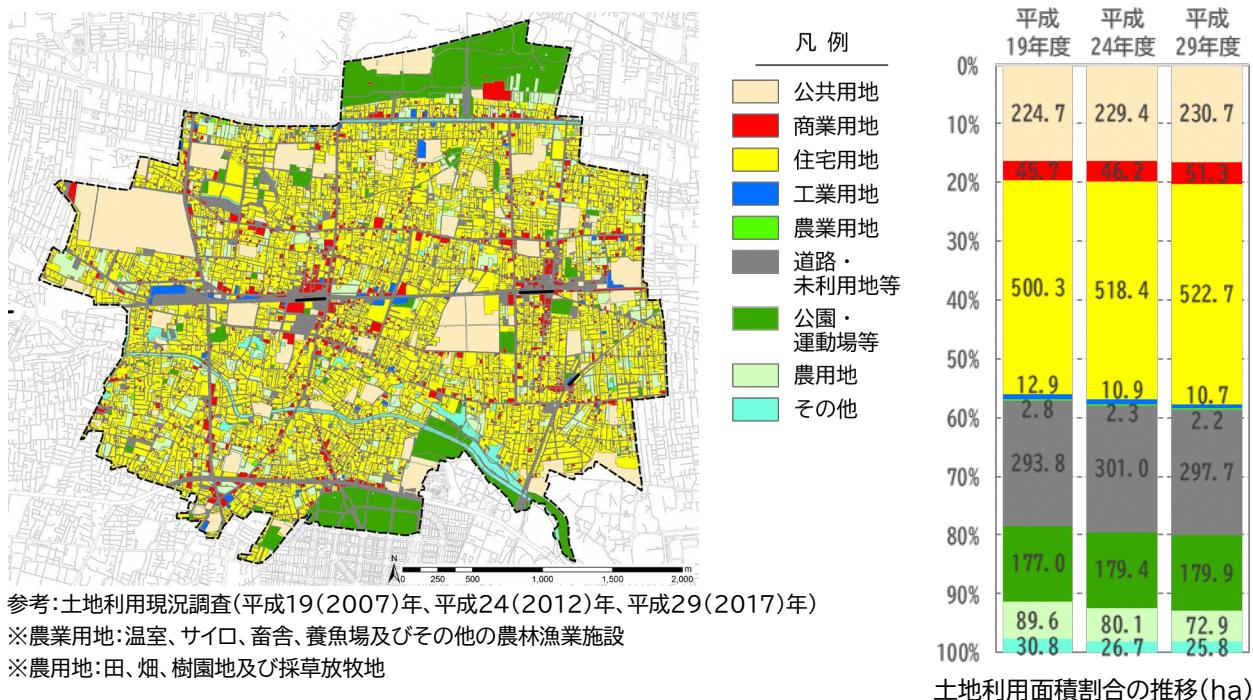 凡 例
公共用地
商業用地
住宅用地
工業用地
農業用地
道路・
未利用地等
公園・
運動場等
農用地
その他
N
0 250 500 1,000 1,500 2,000 m
参考：土地利用現況調査(平成19(2007)年、平成24(2012)年、平成29(2017)年)
※農業用地：温室、サイロ、畜舎、養魚場及びその他の農林漁業施設
※農用地：田、畑、樹園地及び採草放牧地
平成 平成 平成
19年度 24年度 29年度
0%
10%
20%
30%
40%
50%
60%
70%
80%
90%
100%
224.7 229.4 230.7
45.7 46.2 51.3
500.3 518.4 522.7
12.9 10.9 10.7
2.8 2.3 2.2
293.8 301.0 297.7
177.0 179.4 179.9
89.6 80.1 72.9
30.8 26.7 25.8
土地利用面積割合の推移(ha)